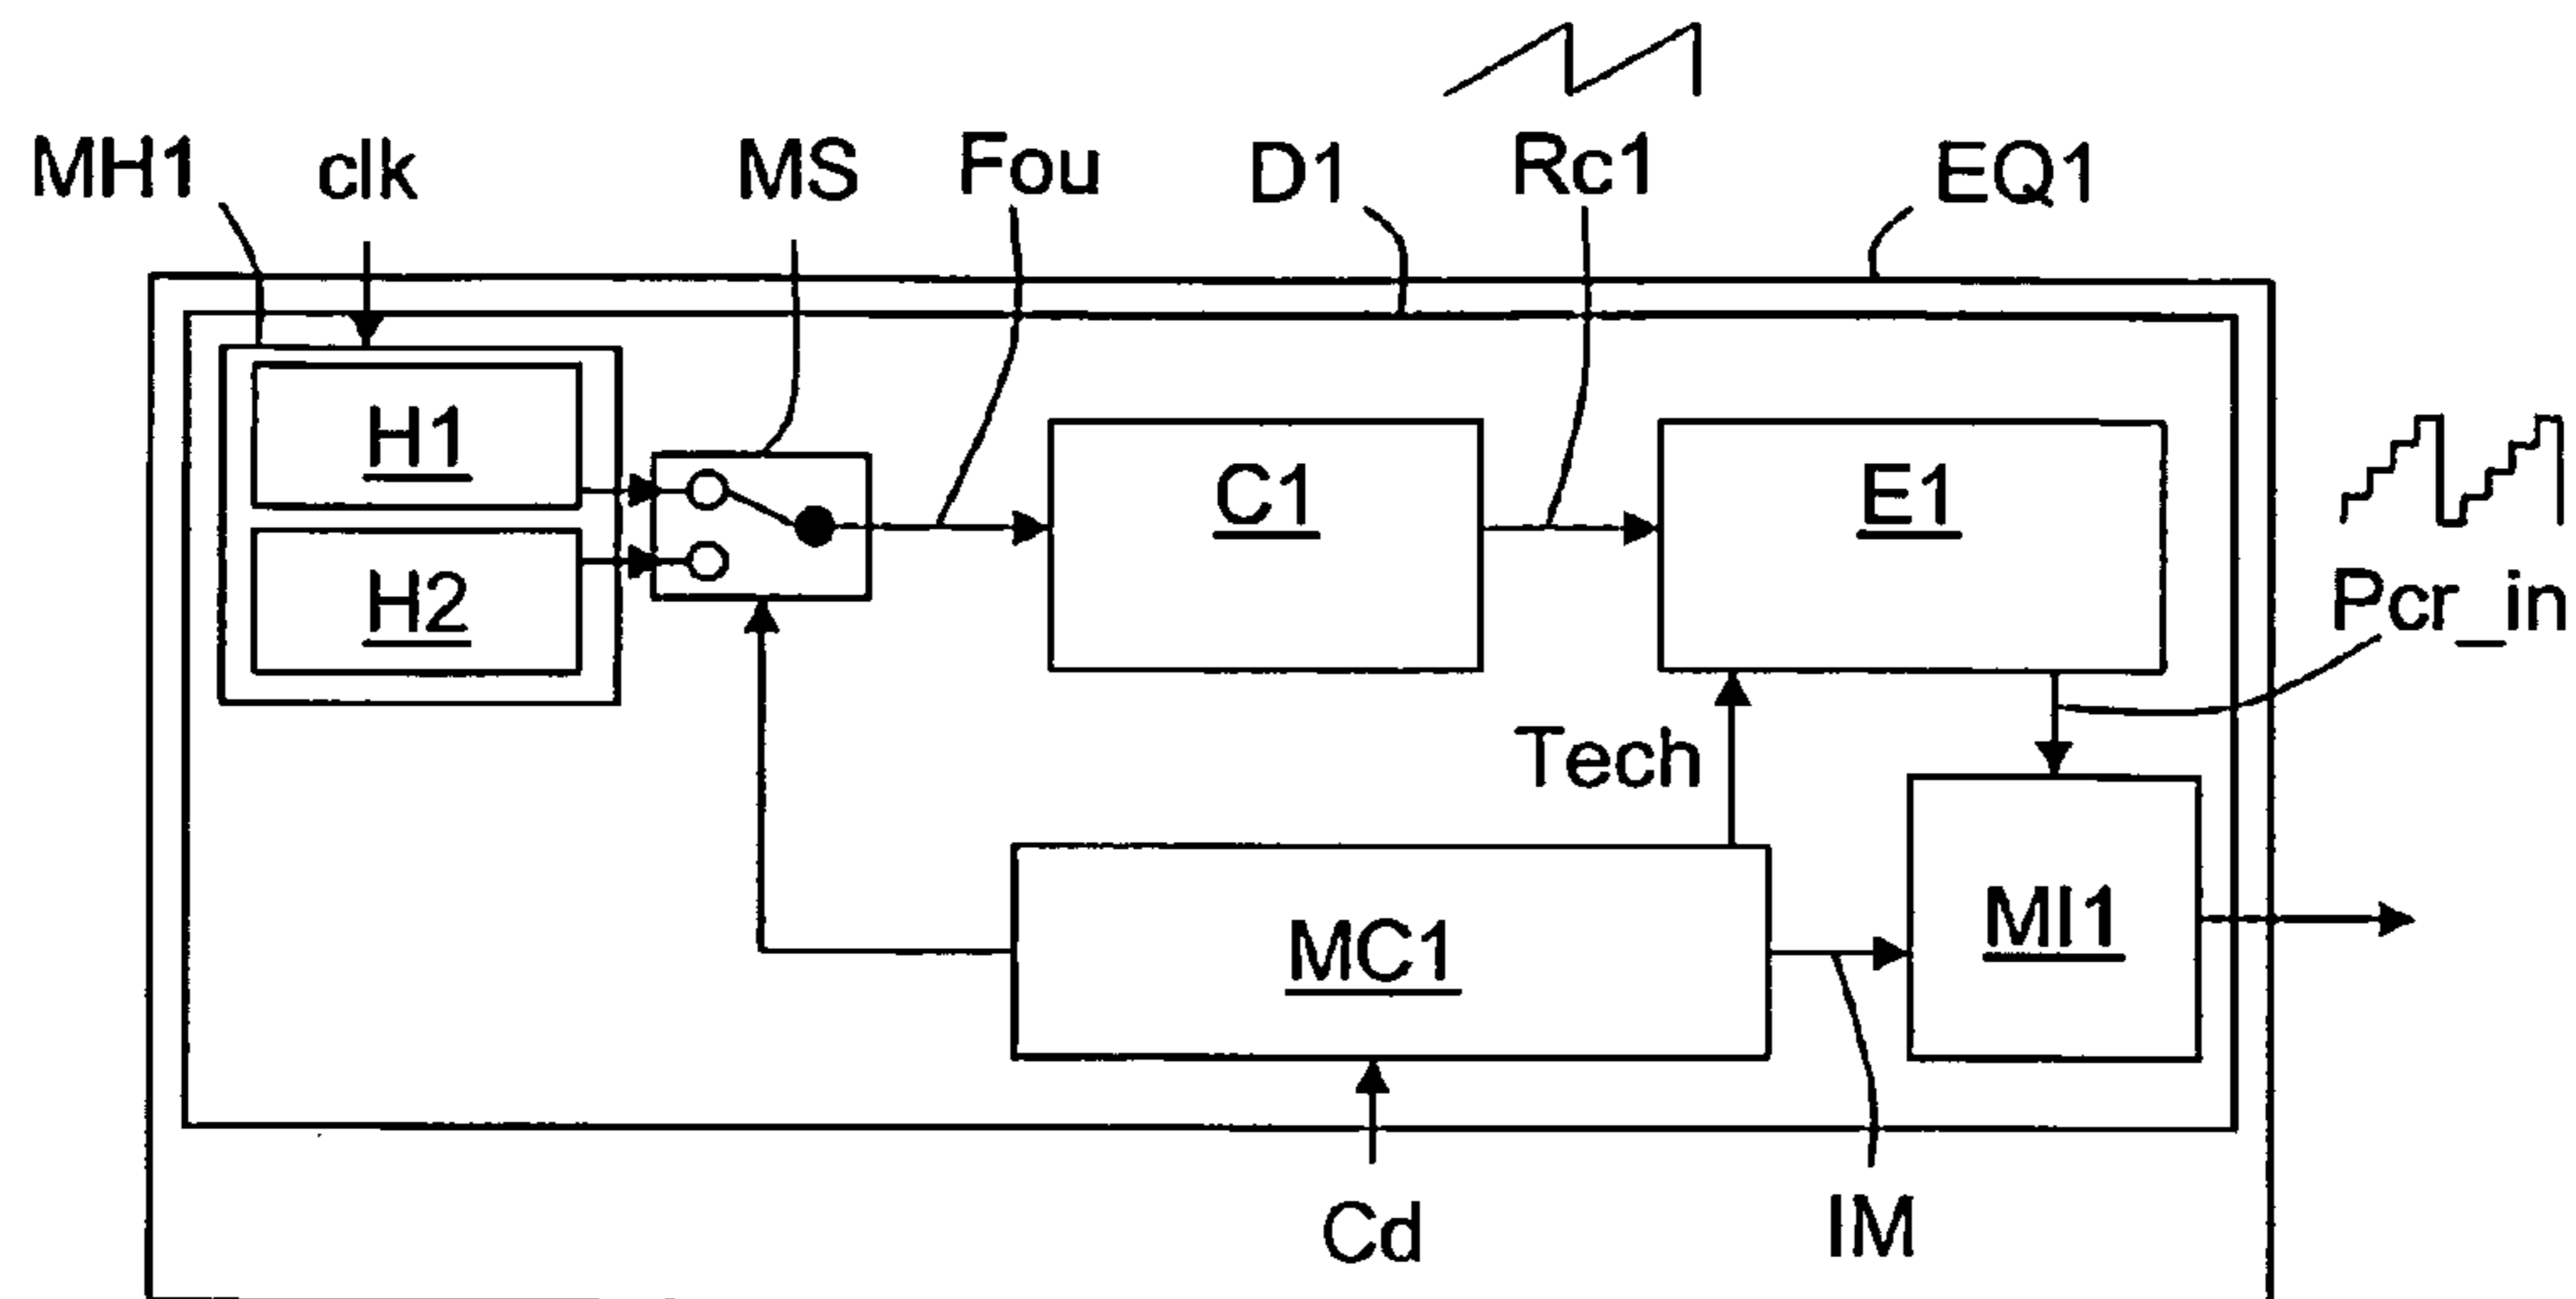 MH1
clk
MS
Fou
D1
Rc1
EQ1
H1
C1
E1
H2
Pcr_in
Tech
MC1
MI1
Cd
IM